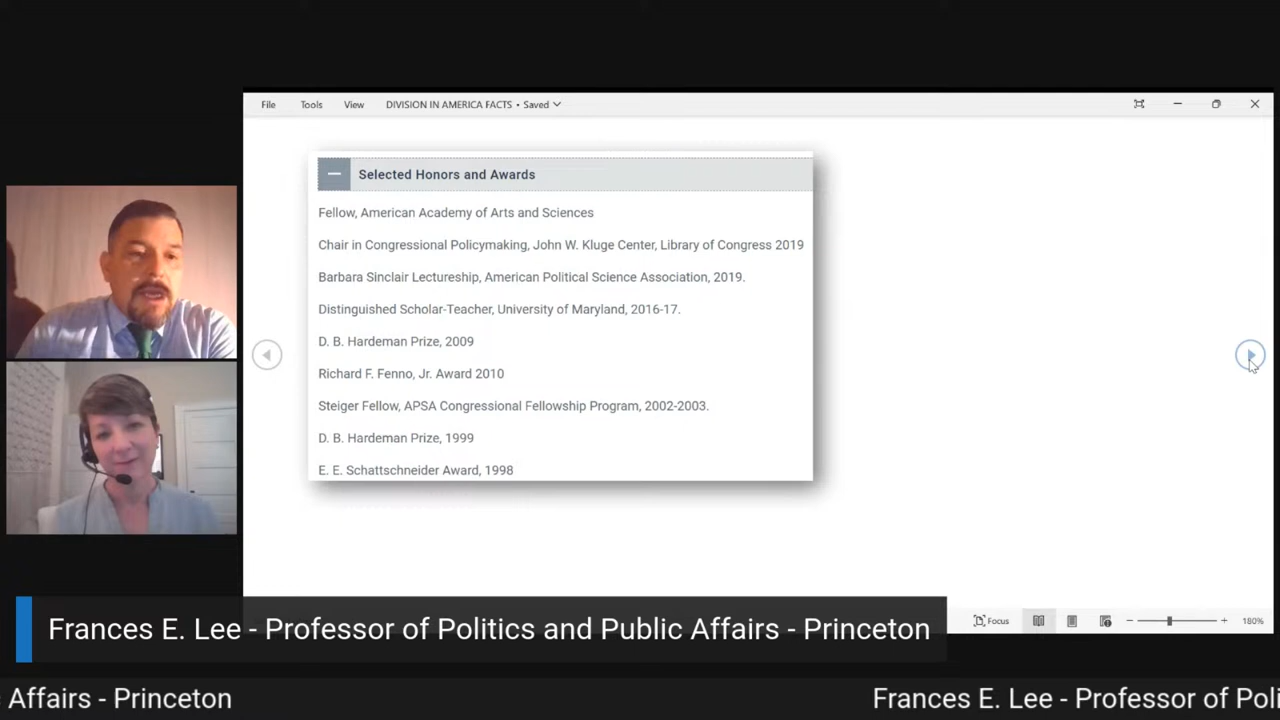 File Tools View DIVISION IN AMERICA FACTS • Saved
Selected Honors and Awards
Fellow, American Academy of Arts and Sciences
Chair in Congressional Policymaking, John W. Kluge Center, Library of Congress 2019
Barbara Sinclair Lectureship, American Political Science Association, 2019.
Distinguished Scholar-Teacher, University of Maryland, 2016-17.
D. B. Hardeman Prize, 2009
Richard F. Fenno, Jr. Award 2010
Steiger Fellow, APSA Congressional Fellowship Program, 2002-2003.
D. B. Hardeman Prize, 1999
E. E. Schattschneider Award, 1998
Focus 180%
Frances E. Lee - Professor of Politics and Public Affairs - Princeton
Affairs - Princeton Frances E. Lee - Professor of Poli